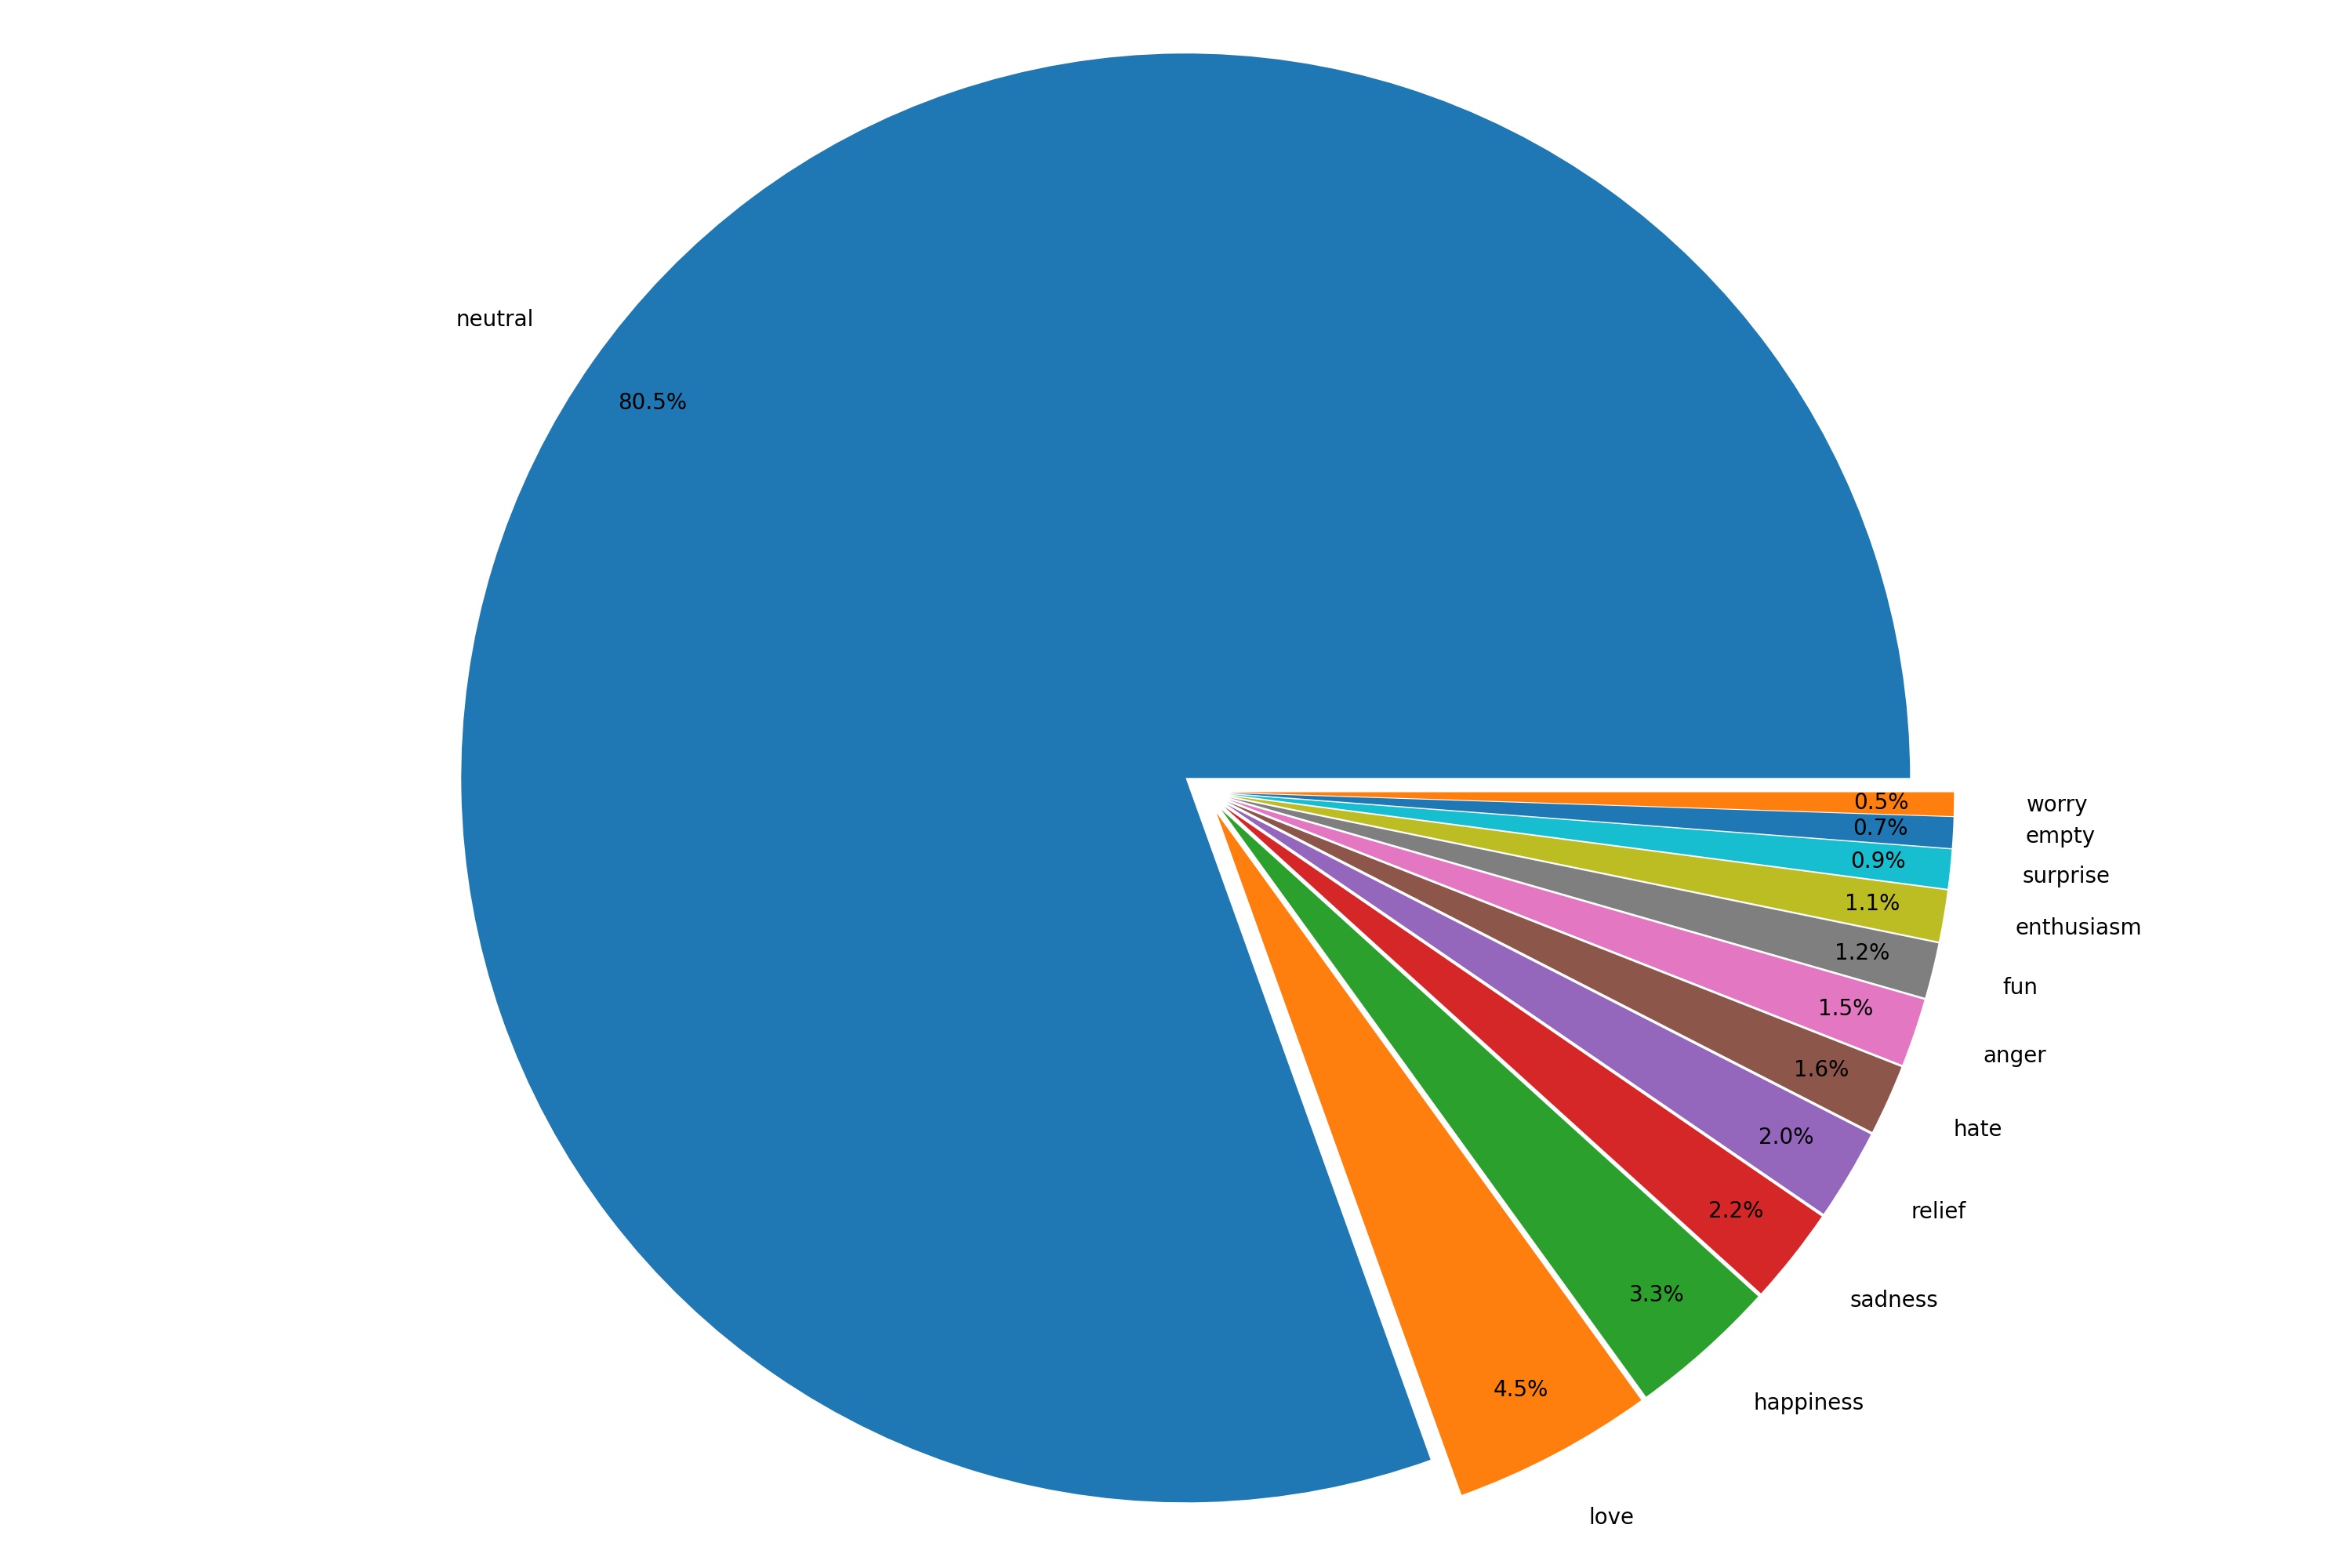 neutral
80.5%
0.5%
worry
0.7%
empty
0.9%
surprise
1.1%
enthusiasm
1.2%
fun
1.5%
anger
1.6%
hate
2.0%
relief
2.2%
sadness
3.3%
happiness
4.5%
love